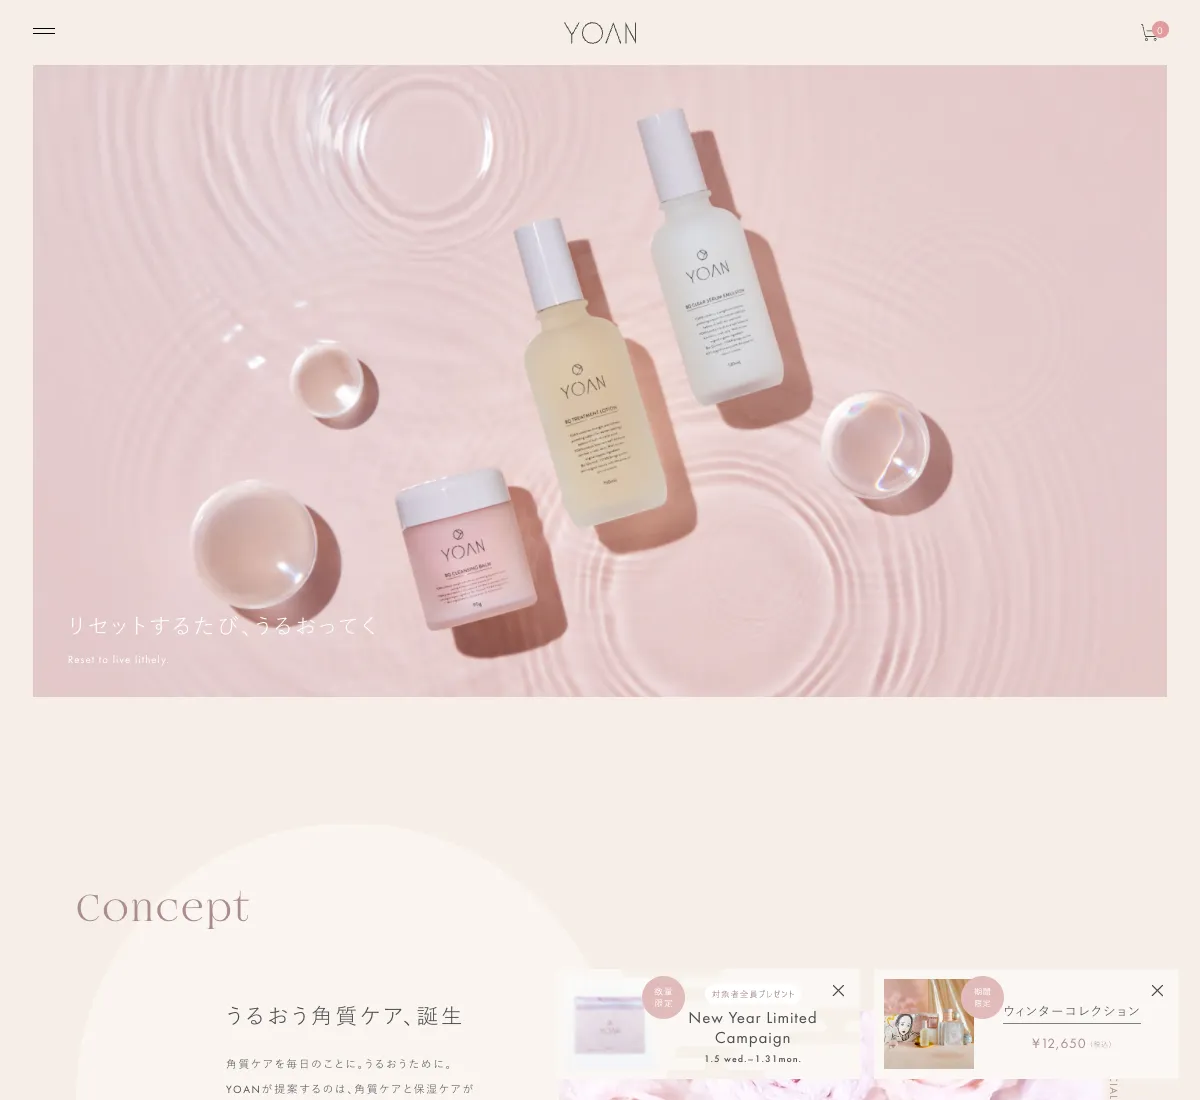 YOAN
0
YOAN
BG CLEAR SERUM EMULSION
YOAN
BG TREATMENT LOTION
YOAN
BG CLEANSING BALM
90g
リセットするたび、うるおってく
Reset to live lithely.
Concept
うるおう角質ケア、誕生
角質ケアを毎日のことに。うるおうために。
YOANが提案するのは、角質ケアと保湿ケアが
数量
限定
対象者全員プレゼント
New Year Limited
Campaign
1.5 wed.–1.31mon.
期間
限定
ウィンターコレクション
¥12,650 (税込)
CIAL